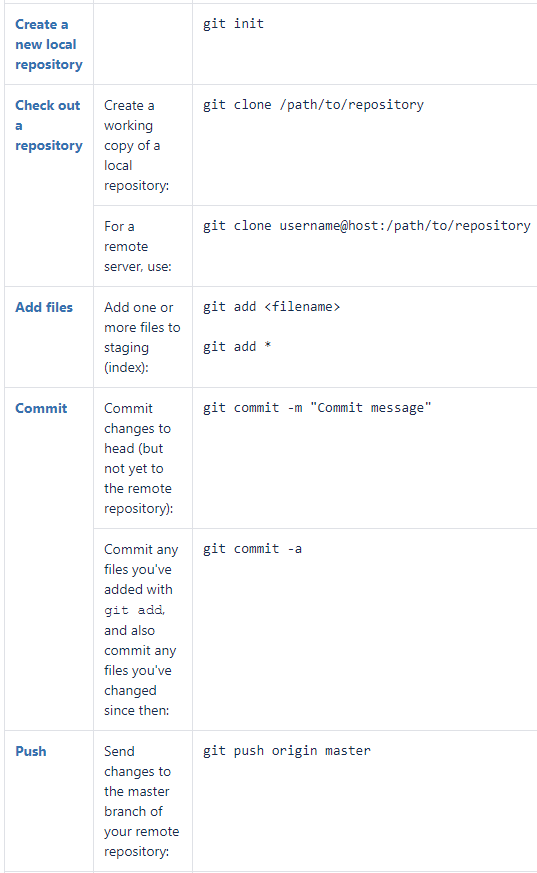 Create a
new local
repository
git init
Check out
a
repository
Create a
working
copy of a
local
repository:
git clone /path/to/repository
For a
remote
server, use:
git clone username@host:/path/to/repository
Add files
Add one or
more files to
staging
(index):
git add <filename>
git add *
Commit
Commit
changes to
head (but
not yet to
the remote
repository):
git commit -m "Commit message"
Commit any
files you've
added with
git add,
and also
commit any
files you've
changed
since then:
git commit -a
Push
Send
changes to
the master
branch of
your remote
repository:
git push origin master